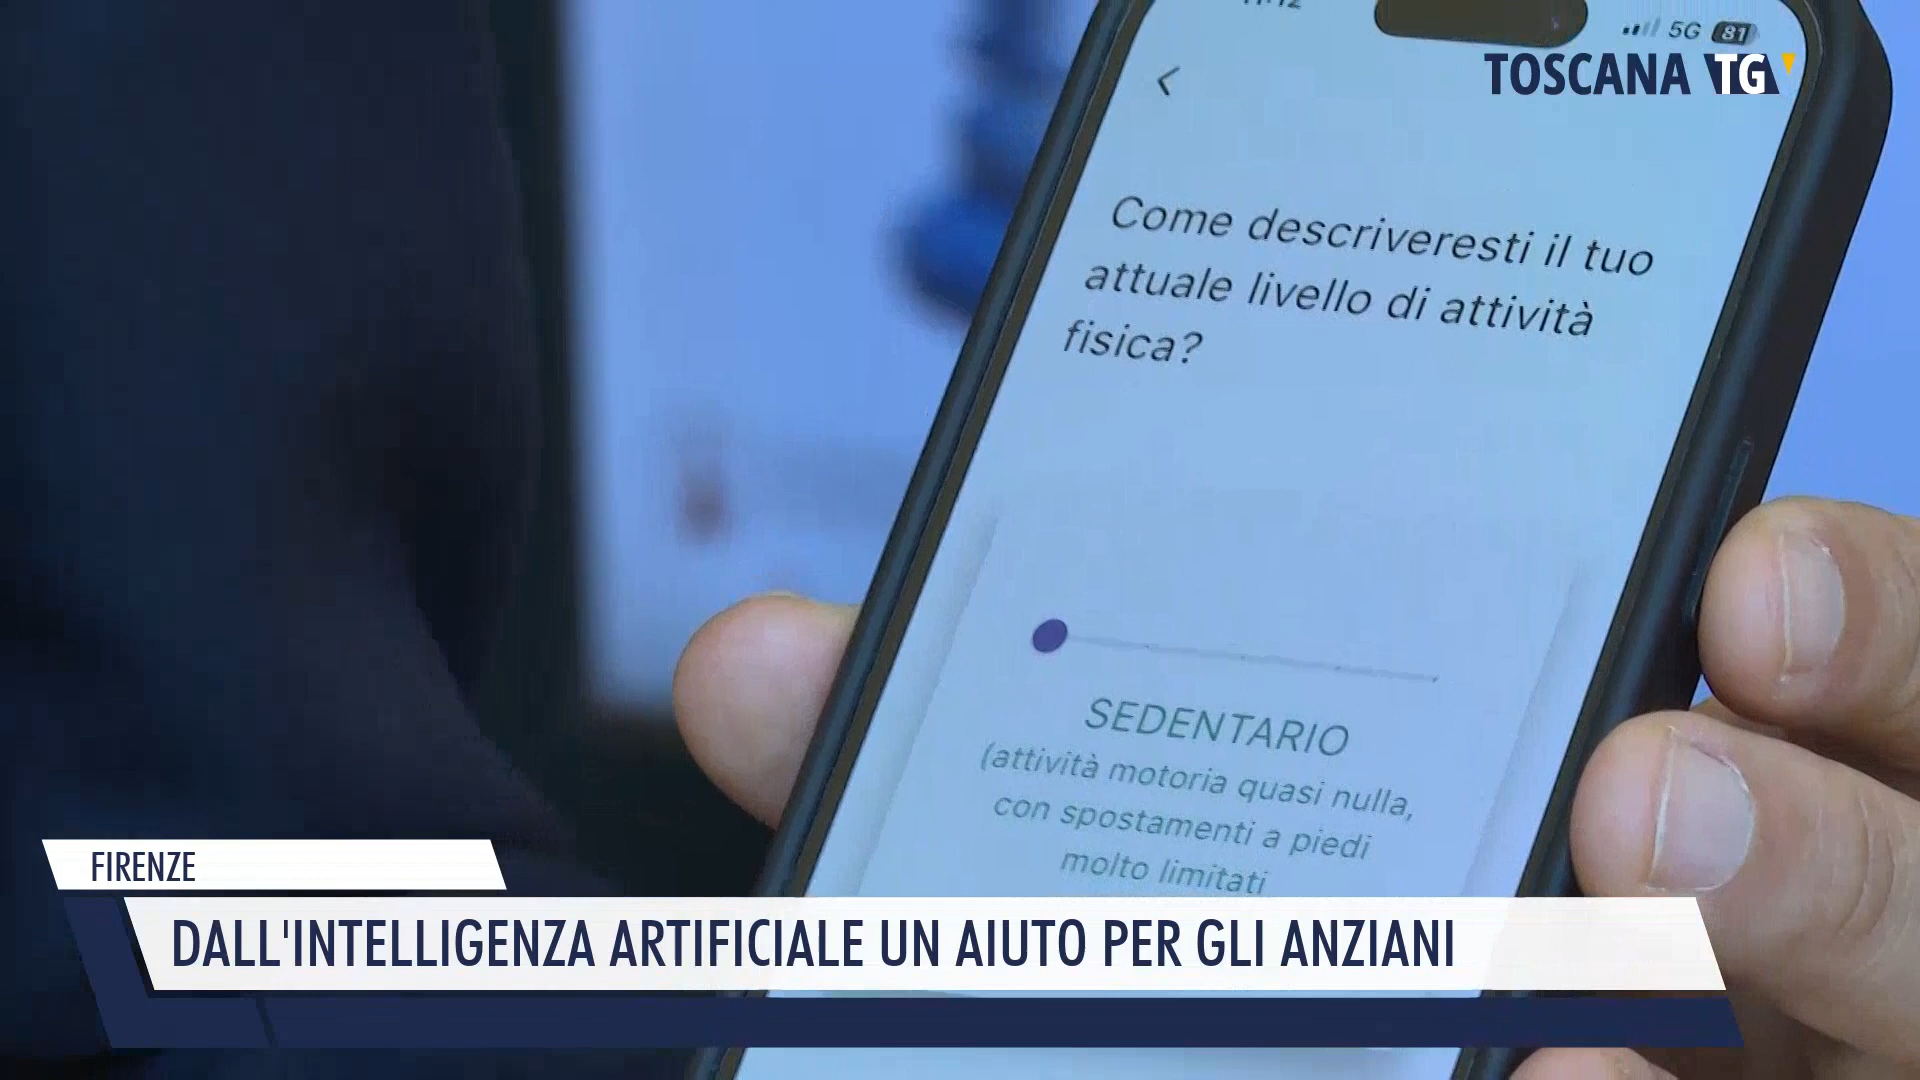 5G 81
TOSCANA TG
Come descriveresti il tuo
attuale livello di attività
fisica?
SEDENTARIO
(attività motoria quasi nulla,
con spostamenti a piedi
molto limitati
FIRENZE
DALL'INTELLIGENZA ARTIFICIALE UN AIUTO PER GLI ANZIANI